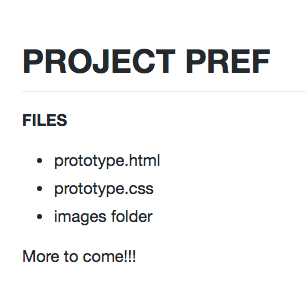 PROJECT PREF
FILES
prototype.html
prototype.css
images folder
More to come!!!